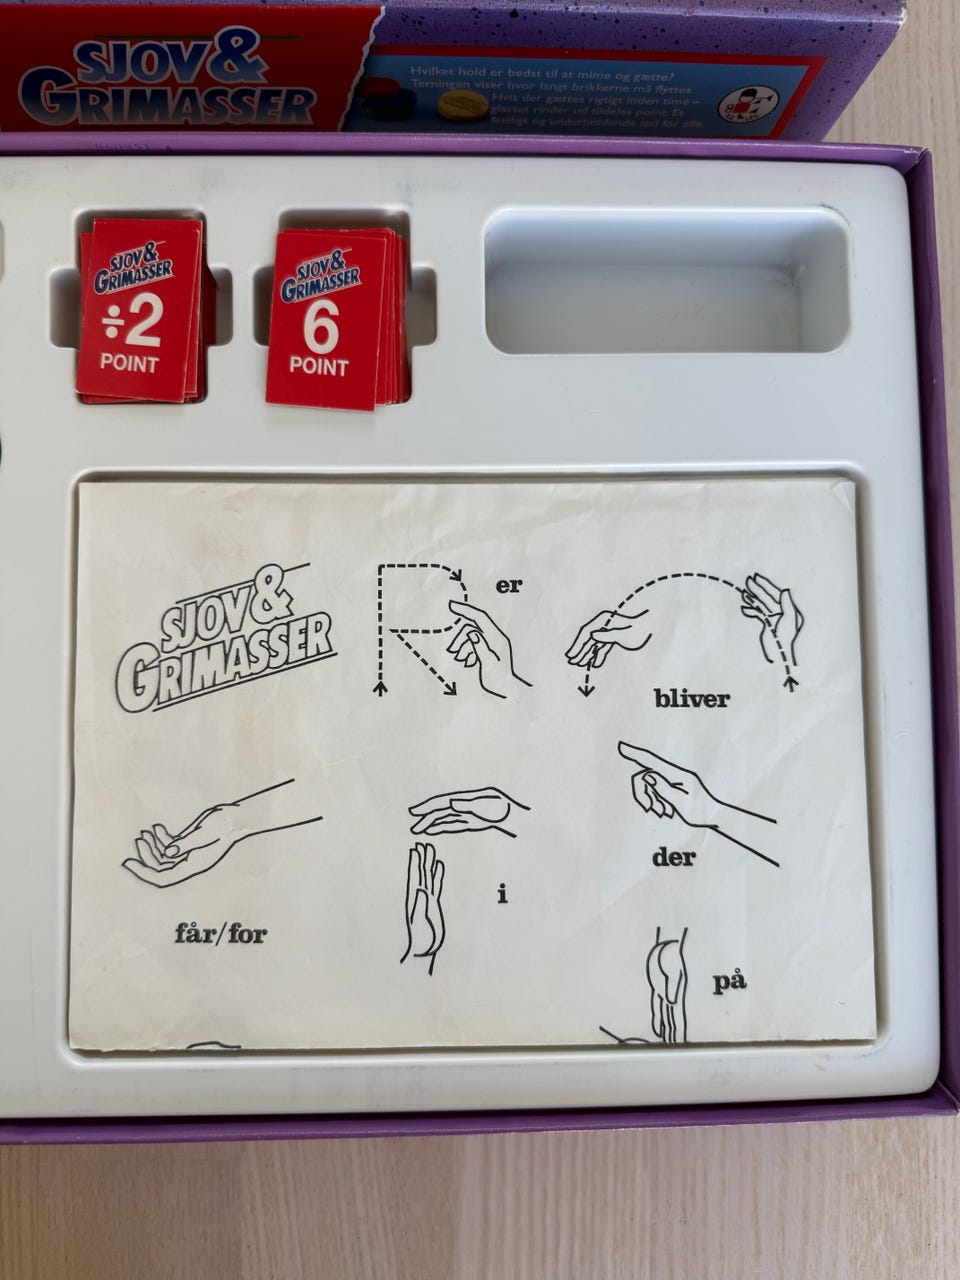 SJOV&
GRIMASSER
Hvilket hold er bedst til at mime og gætte?
Terningen viser hvor langt brikkerne må flyttes.
Hvis der gættes rigtigt inden time-
glasset rinder ud tildeles point. Et
festligt og underholdende spil for alle.
SJOV&
GRIMASSER
÷2
POINT
SJOV&
GRIMASSER
6
POINT
SJOV&
GRIMASSER
er
bliver
får/for
i
der
på